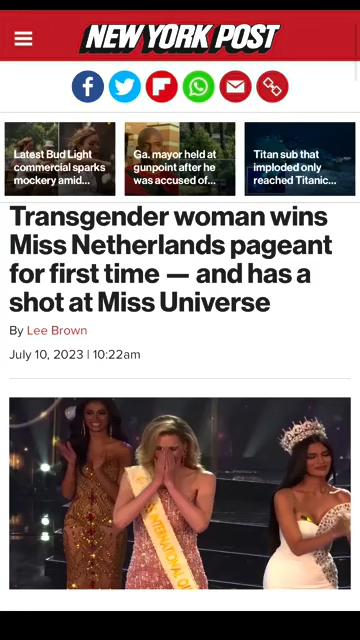 NEW YORK POST
Latest Bud Light
commercial sparks
mockery amid...
Ga. mayor held at
gunpoint after he
was accused of...
Titan sub that
imploded only
reached Titanic...
Transgender woman wins
Miss Netherlands pageant
for first time — and has a
shot at Miss Universe
By Lee Brown
July 10, 2023 | 10:22am
INTERNATIONAL